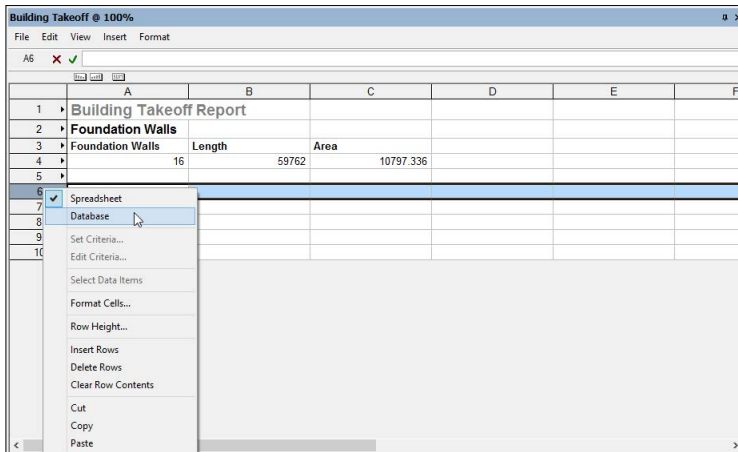 Building Takeoff @ 100%
File Edit View Insert Format
A6
A B C D E F
1 Building Takeoff Report
2 Foundation Walls
3 Foundation Walls Length Area
4 16 59762 10797.336
5
6
Spreadsheet
7
Database
8
9 Set Criteria...
10 Edit Criteria...
Select Data Items
Format Cells...
Row Height...
Insert Rows
Delete Rows
Clear Row Contents
Cut
Copy
Paste